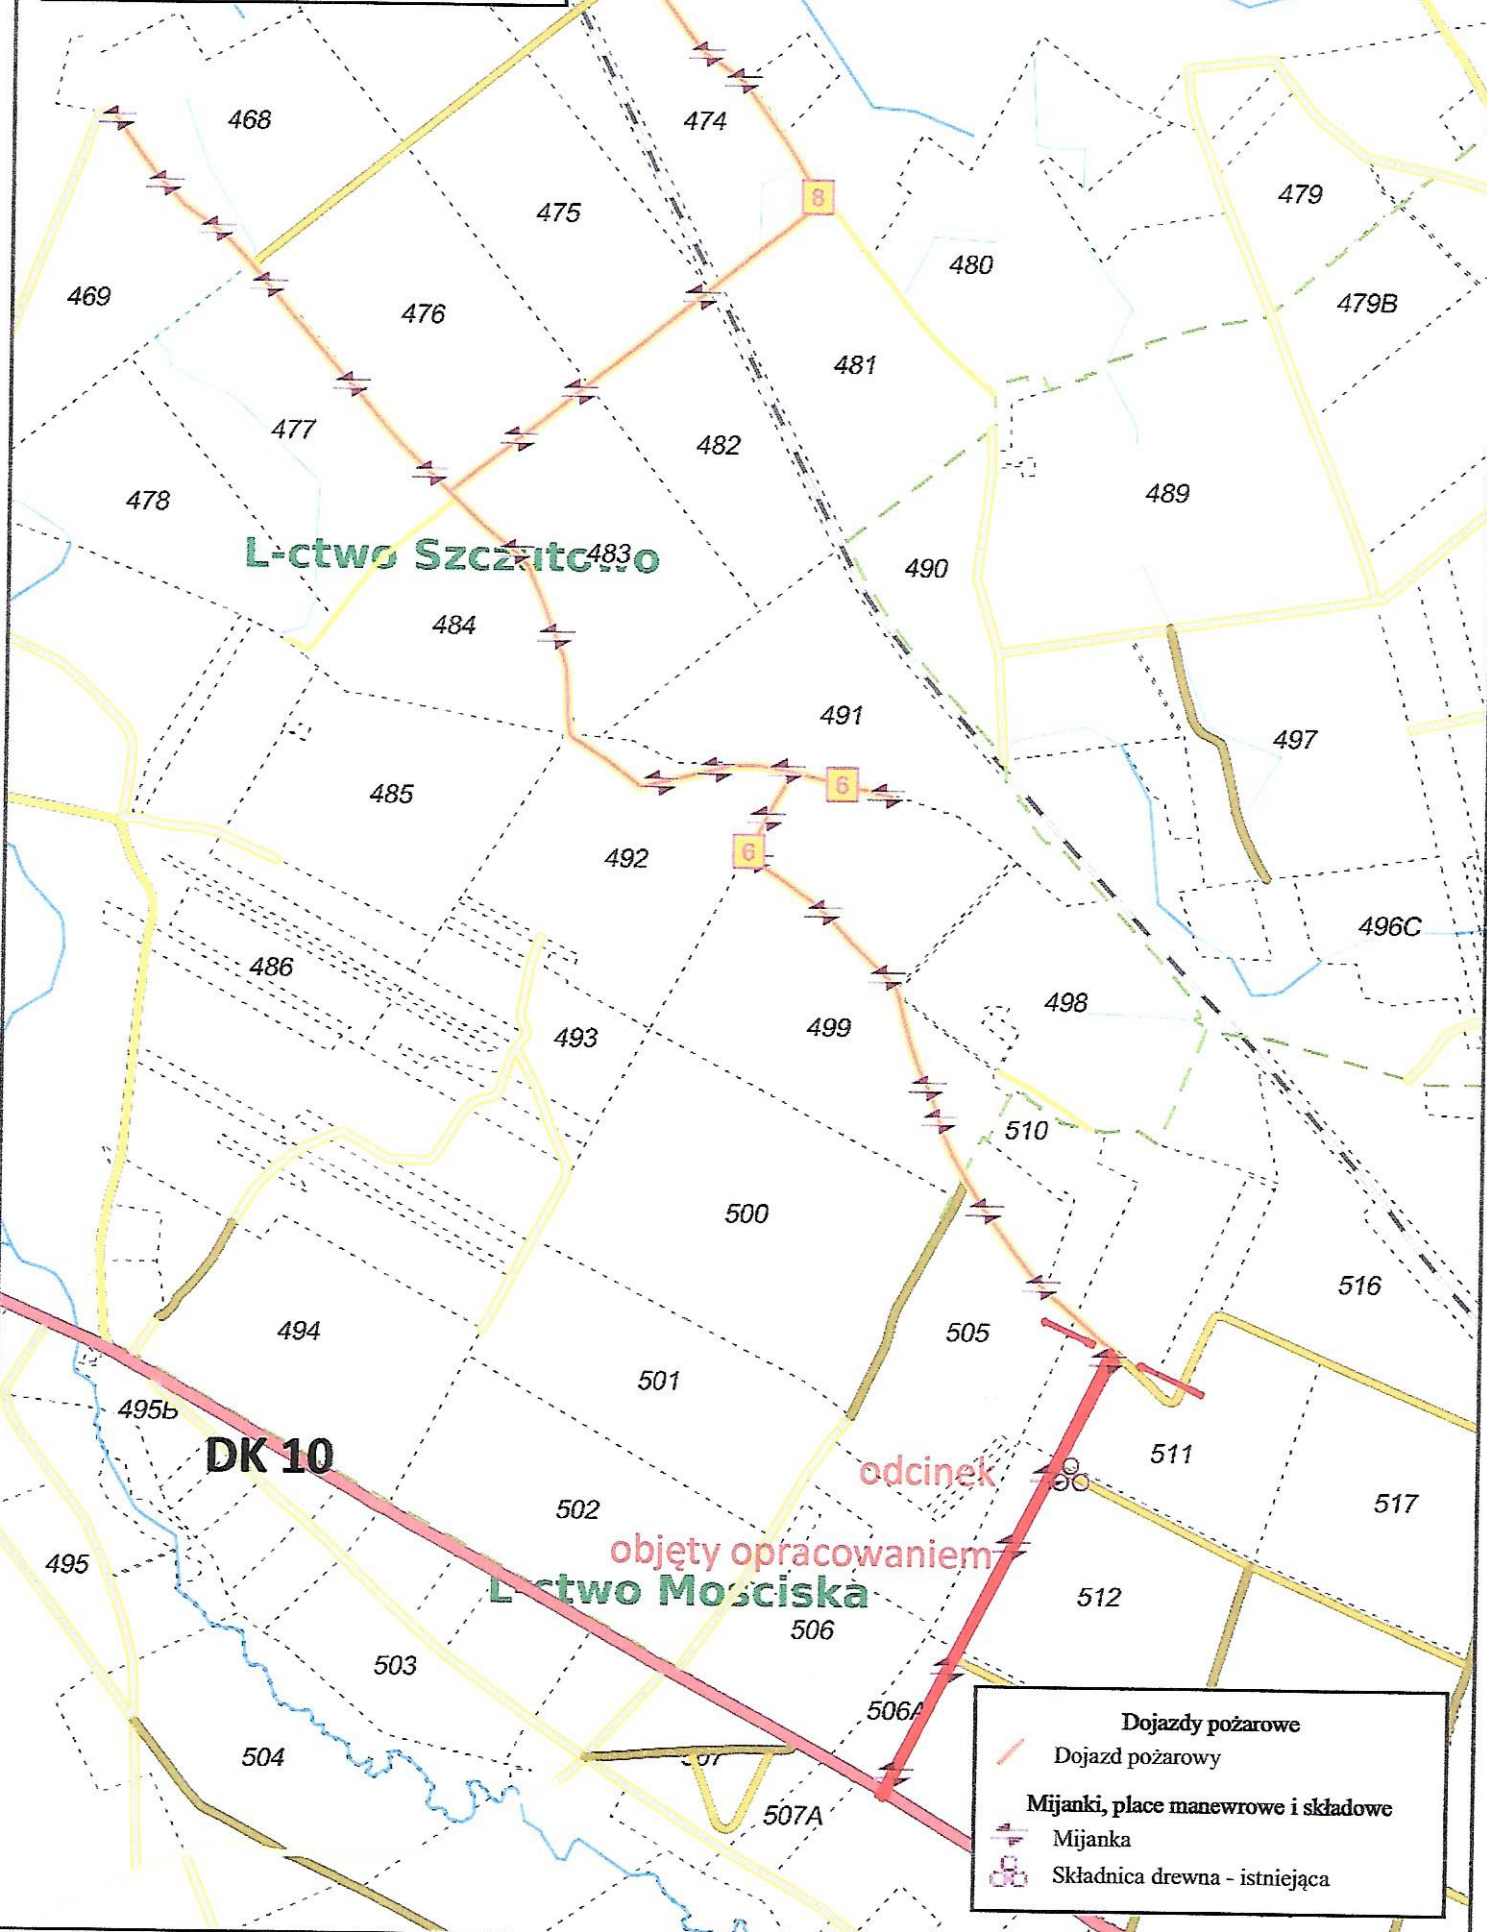 468
474
475
479
480
469
476
479B
481
477
482
478
489
L-ctwo Szczutowo
483
490
484
491
497
485
492
496C
486
498
499
493
510
500
516
494
505
501
495b
DK 10
511
odcinek
502
517
objęty opracowaniem
495
L-ctwo Mościska
512
506
503
506A
504
507
507A
8
6
6
Dojazdy pożarowe
Dojazd pożarowy
Mijanki, place manewrowe i składowe
Mijanka
Składnica drewna - istniejąca